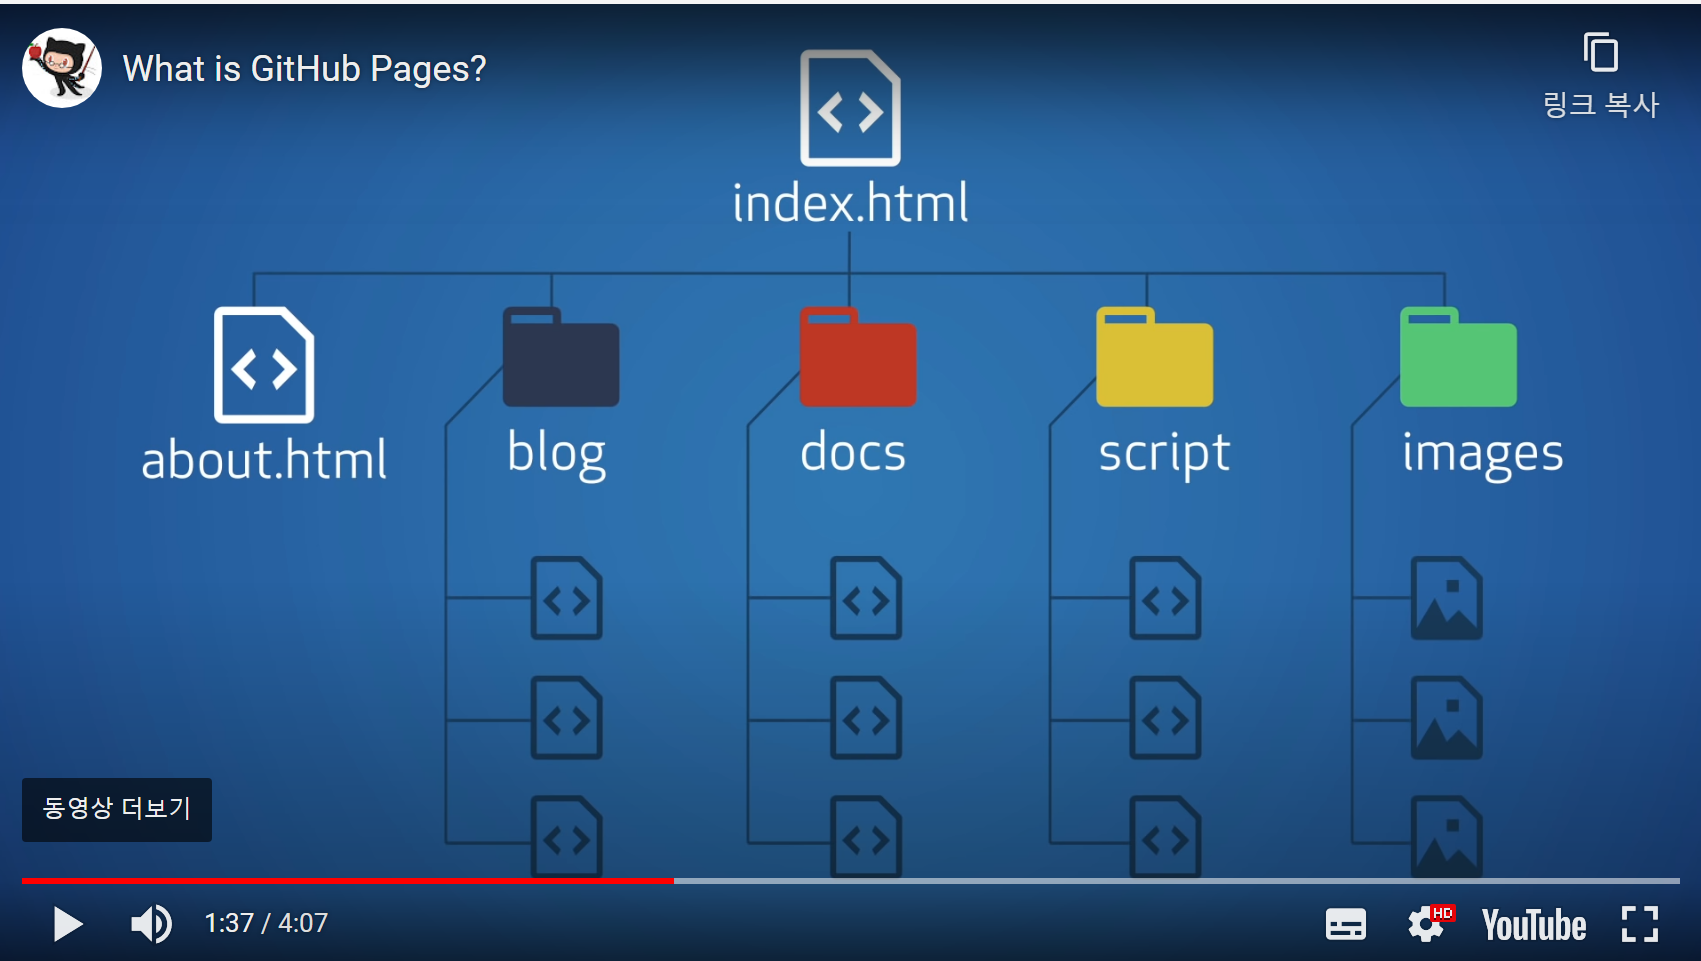 What is GitHub Pages?
링크 복사
index.html
about.html
blog
docs
script
images
동영상 더보기
1:37 / 4:07
HD
YouTube